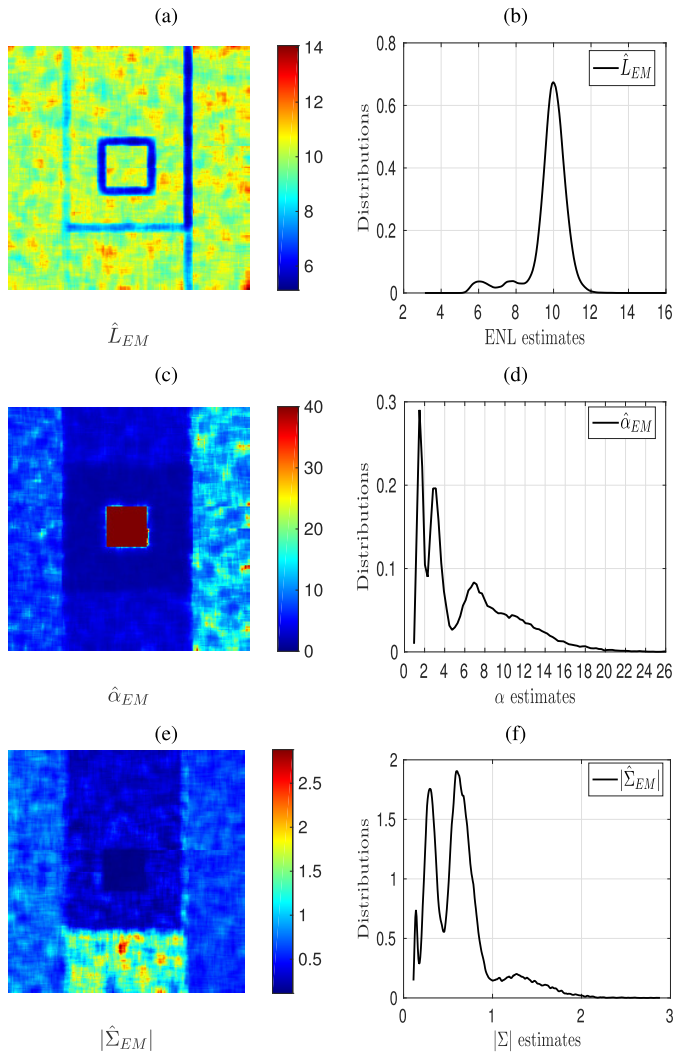 (a)
14
12
10
8
6
L̂_EM
(b)
0.8
0.6
0.4
0.2
0
Distributions
L̂_EM
2 4 6 8 10 12 14 16
ENL estimates
(c)
40
30
20
10
0
α̂_EM
(d)
0.3
0.2
0.1
0
Distributions
α̂_EM
0 2 4 6 8 10 12 14 16 18 20 22 24 26
α estimates
(e)
2.5
2
1.5
1
0.5
|Σ̂_EM|
(f)
2
1.5
1
0.5
0
Distributions
|Σ̂_EM|
0 1 2 3
|Σ| estimates